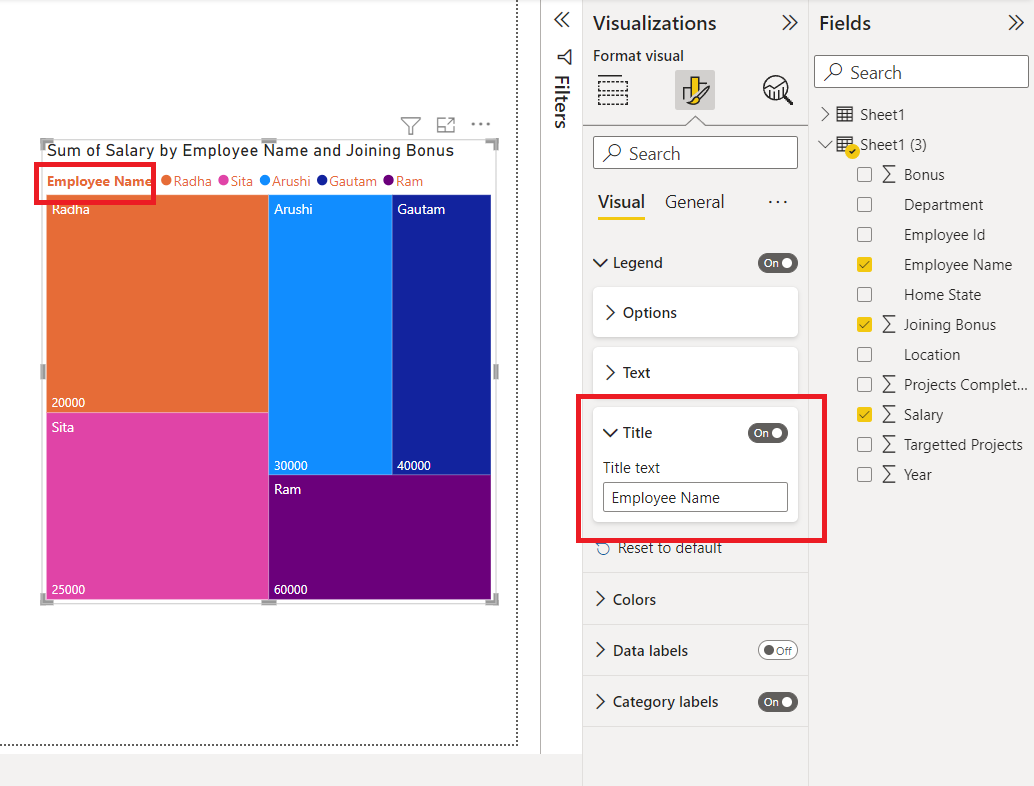 Sum of Salary by Employee Name and Joining Bonus
Employee Name Radha Sita Arushi Gautam Ram
Radha
20000
Sita
25000
Arushi
30000
Gautam
40000
Ram
60000
Filters
Visualizations
Format visual
Search
Visual General
Legend On
Options
Text
Title On
Title text
Employee Name
Reset to default
Colors
Data labels Off
Category labels On
Fields
Search
Sheet1
Sheet1 (3)
Bonus
Department
Employee Id
Employee Name
Home State
Joining Bonus
Location
Projects Complet...
Salary
Targetted Projects
Year